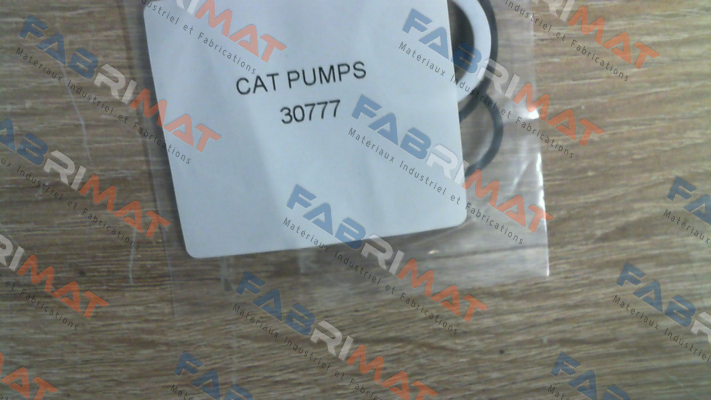 CAT PUMPS
30777
FABRIMAT
Matériaux Industriel et Fabrications